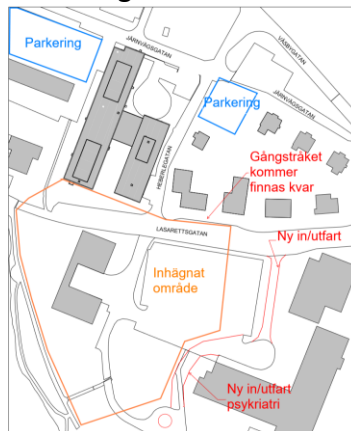 Parkering
JÄRNVÄGSGATAN
VÄSBYGATAN
Parkering
JÄRNVÄGSGATAN
HEBERLEGATAN
Gångstråket
kommer
finnas kvar
LASARETTSGATAN
Ny in/utfart
Inhägnat
område
Ny in/utfart
psykiatri